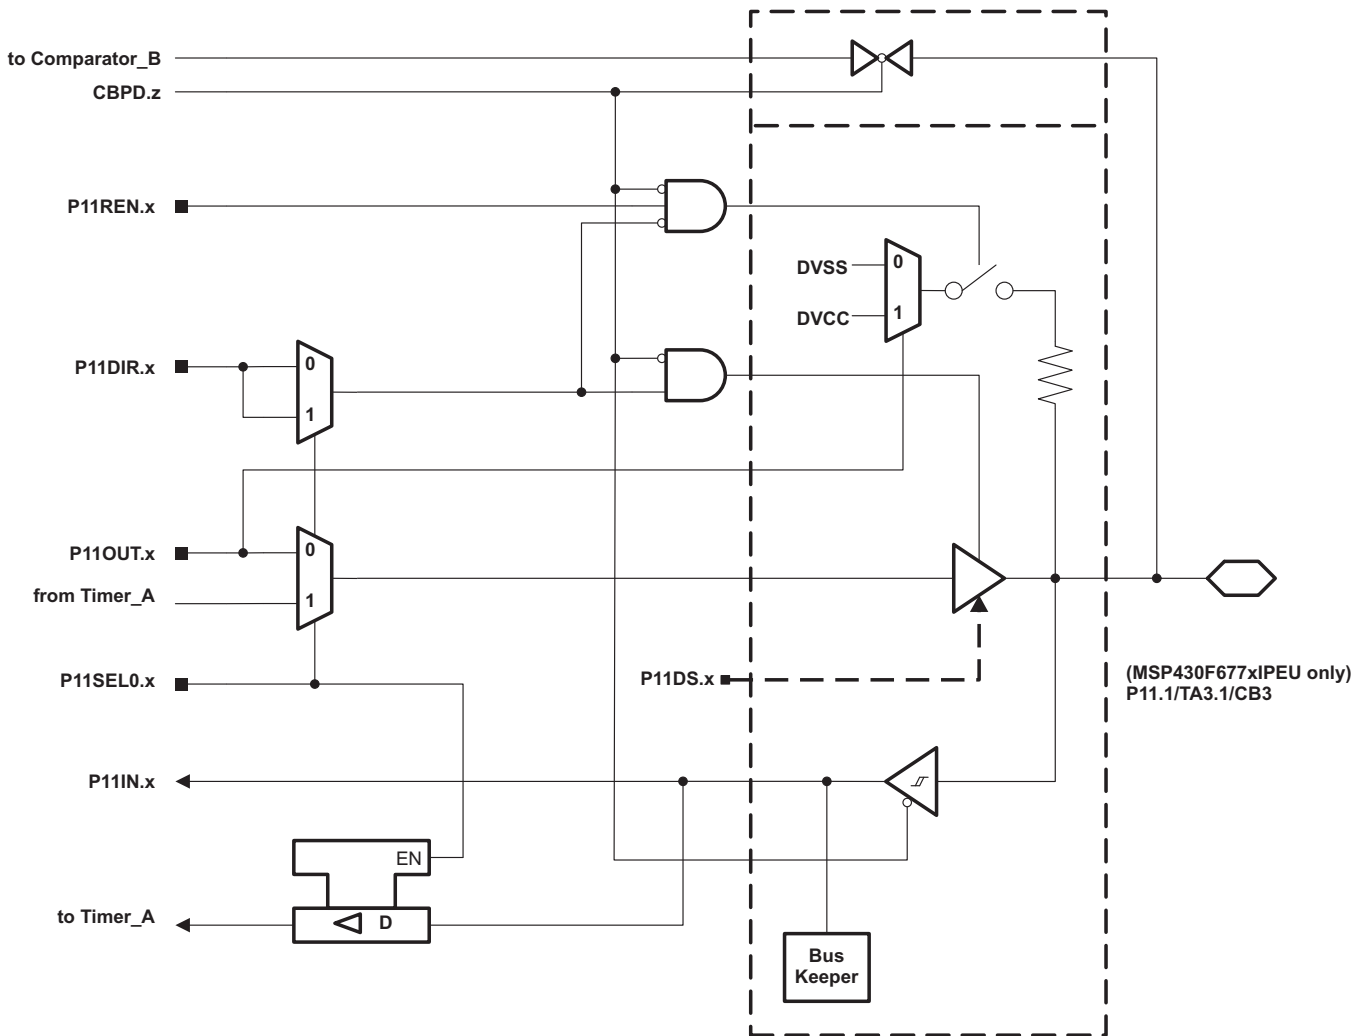 to Comparator_B
CBPD.z
P11REN.x
DVSS
0
DVCC
1
P11DIR.x
0
1
P11OUT.x
0
from Timer_A
1
P11SEL0.x
P11DS.x
(MSP430F677xIPEU only)
P11.1/TA3.1/CB3
P11IN.x
EN
to Timer_A
D
Bus
Keeper